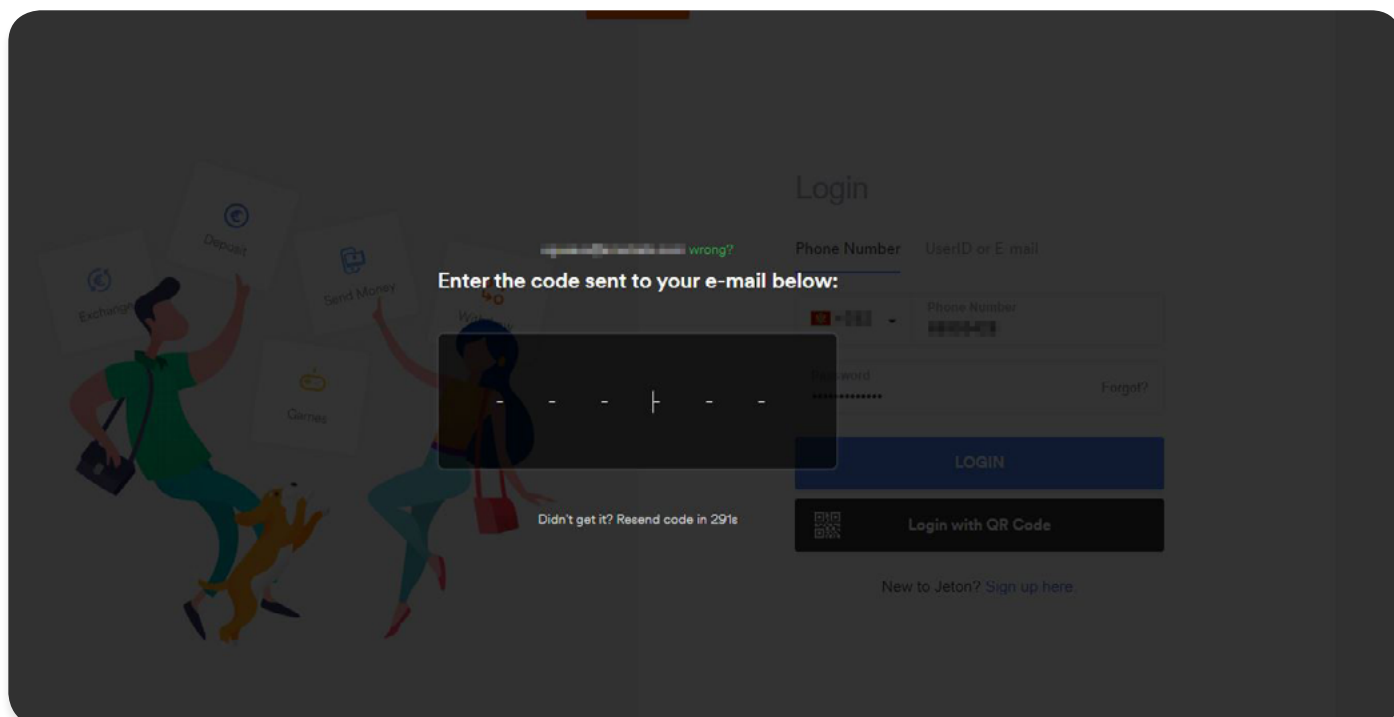 Login
Deposit
wrong?
Phone Number UserID or E-mail
Enter the code sent to your e-mail below:
Exchange
Send Money
Phone Number
Password
Forgot?
Games
- - - - - -
LOGIN
Didn't get it? Resend code in 291s
Login with QR Code
New to Jeton? Sign up here.